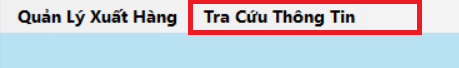 Quản Lý Xuất Hàng Tra Cứu Thông Tin